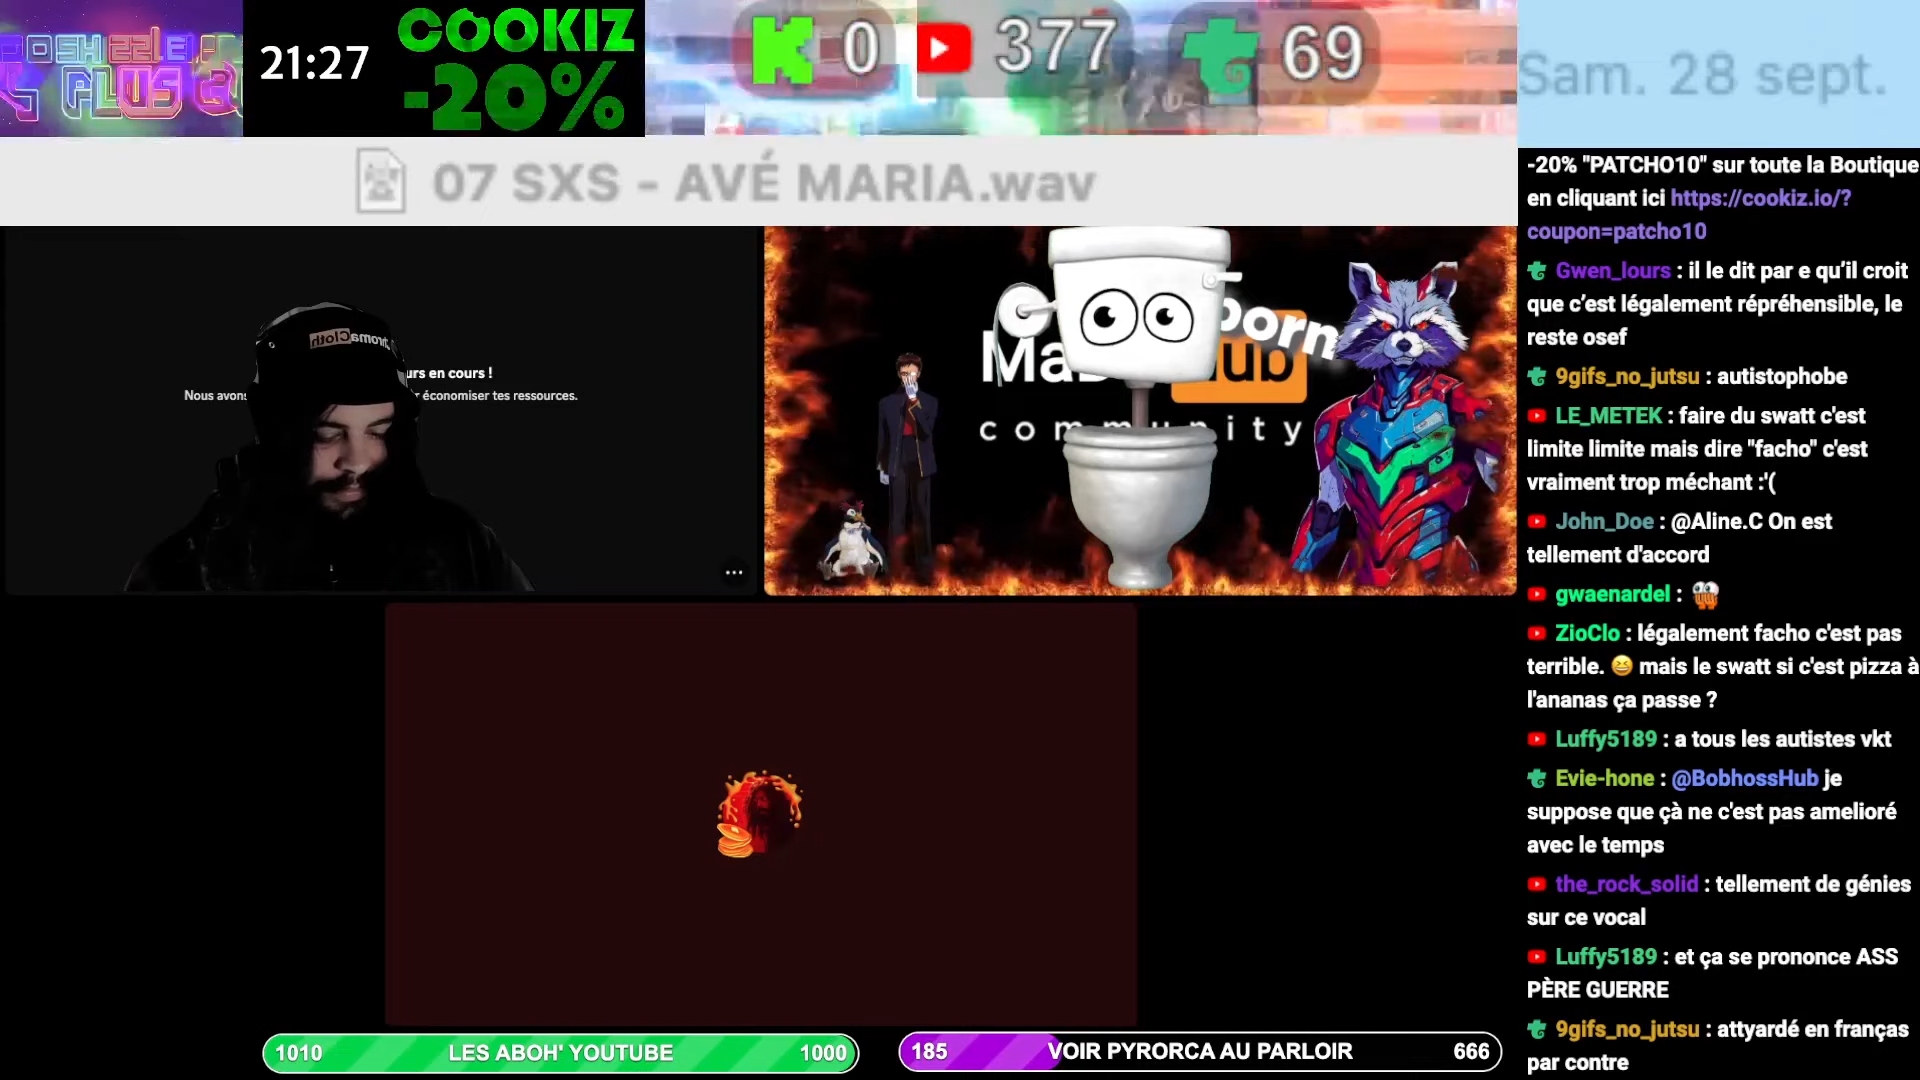 PLUS
21:27
COOKIZ
-20%
0
377
69
Sam. 28 sept.
07 SXS - AVÉ MARIA.wav
-20% "PATCHO10" sur toute la Boutique
en cliquant ici https://cookiz.io/?
coupon=patcho10
Gwen_lours : il le dit par e qu’il croit
que c’est légalement répréhensible, le
reste osef
9gifs_no_jutsu : autistophobe
LE_METEK : faire du swatt c'est
limite limite mais dire "facho" c'est
vraiment trop méchant :'(
John_Doe : @Aline.C On est
tellement d'accord
gwaenardel :
ZioClo : légalement facho c'est pas
terrible. 😆 mais le swatt si c'est pizza à
l'ananas ça passe ?
Luffy5189 : a tous les autistes vkt
Evie-hone : @BobhossHub je
suppose que çà ne c'est pas amelioré
avec le temps
the_rock_solid : tellement de génies
sur ce vocal
Luffy5189 : et ça se prononce ASS
PÈRE GUERRE
9gifs_no_jutsu : attyardé en franças
par contre
en cours !
Nous
économiser tes ressources.
1010 LES ABOH' YOUTUBE 1000
185 VOIR PYRORCA AU PARLOIR 666